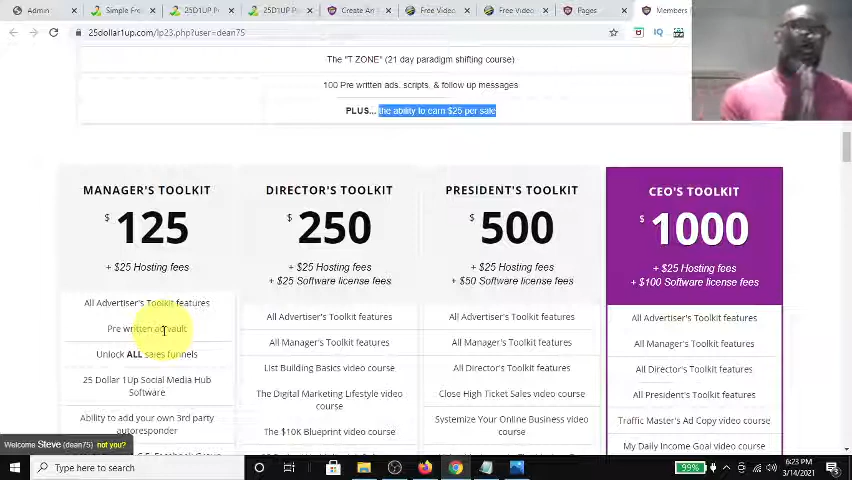 Admin
Simple Fre
25D1UP P
25D1UP P
Create An
Free Video
Free Video
Pages
Members
25dollar1up.com/lp23.php?user=dean75
IQ
The "T ZONE" (21 day paradigm shifting course)
100 Pre written ads, scripts, & follow up messages
PLUS... the ability to earn $25 per sale
MANAGER'S TOOLKIT
$ 125
+ $25 Hosting fees
All Advertiser's Toolkit features
Pre written ad vault
Unlock ALL sales funnels
25 Dollar 1Up Social Media Hub
Software
Ability to add your own 3rd party
autoresponder
DIRECTOR'S TOOLKIT
$ 250
+ $25 Hosting fees
+ $25 Software license fees
All Advertiser's Toolkit features
All Manager's Toolkit features
List Building Basics video course
The Digital Marketing Lifestyle video
course
The $10K Blueprint video course
PRESIDENT'S TOOLKIT
$ 500
+ $25 Hosting fees
+ $50 Software license fees
All Advertiser's Toolkit features
All Manager's Toolkit features
All Director's Toolkit features
Close High Ticket Sales video course
Systemize Your Online Business video
course
CEO'S TOOLKIT
$ 1000
+ $25 Hosting fees
+ $100 Software license fees
All Advertiser's Toolkit features
All Manager's Toolkit features
All Director's Toolkit features
All President's Toolkit features
Traffic Master's Ad Copy video course
My Daily Income Goal video course
Welcome Steve (dean75) not you?
Type here to search
99%
6:23 PM
3/14/2021